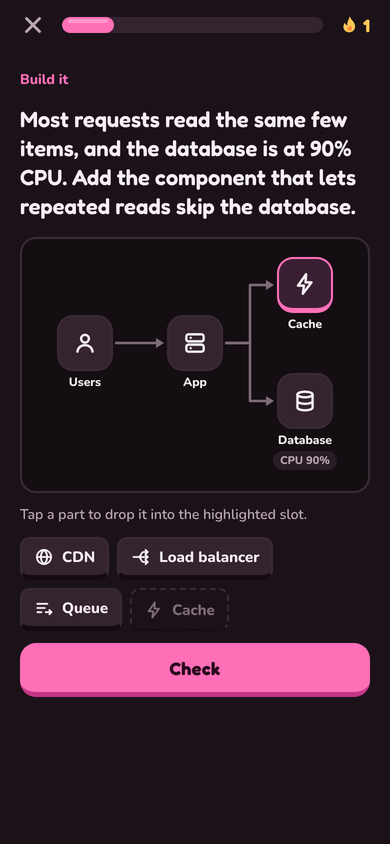 1
Build it
Most requests read the same few
items, and the database is at 90%
CPU. Add the component that lets
repeated reads skip the database.
Cache
Users
App
Database
CPU 90%
Tap a part to drop it into the highlighted slot.
CDN
Load balancer
Queue
Cache
Check